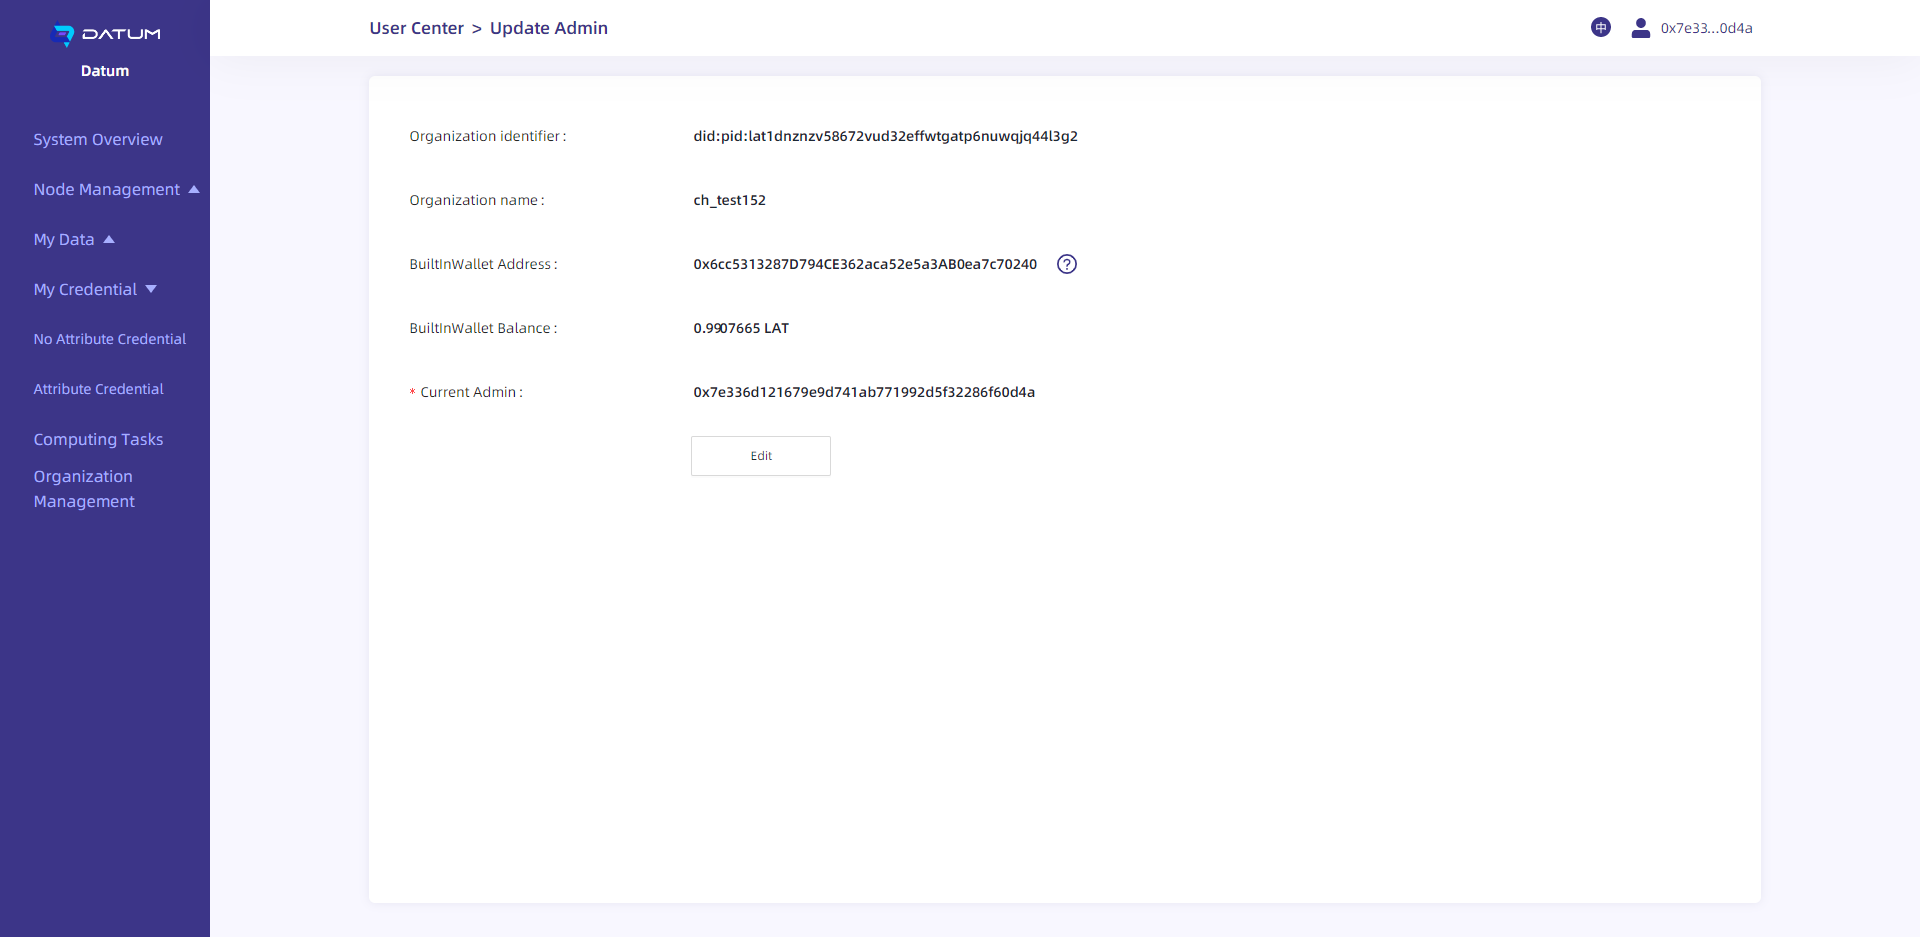 DATUM
Datum
System Overview
Node Management
My Data
My Credential
No Attribute Credential
Attribute Credential
Computing Tasks
Organization
Management
User Center > Update Admin
中
0x7e33...0d4a
Organization identifier :
did:pid:lat1dnznzv58672vud32effwtgatp6nuwqjq44l3g2
Organization name :
ch_test152
BuiltInWallet Address :
0x6cc5313287D794CE362aca52e5a3AB0ea7c70240
?
BuiltInWallet Balance :
0.9907665 LAT
* Current Admin :
0x7e336d121679e9d741ab771992d5f32286f60d4a
Edit